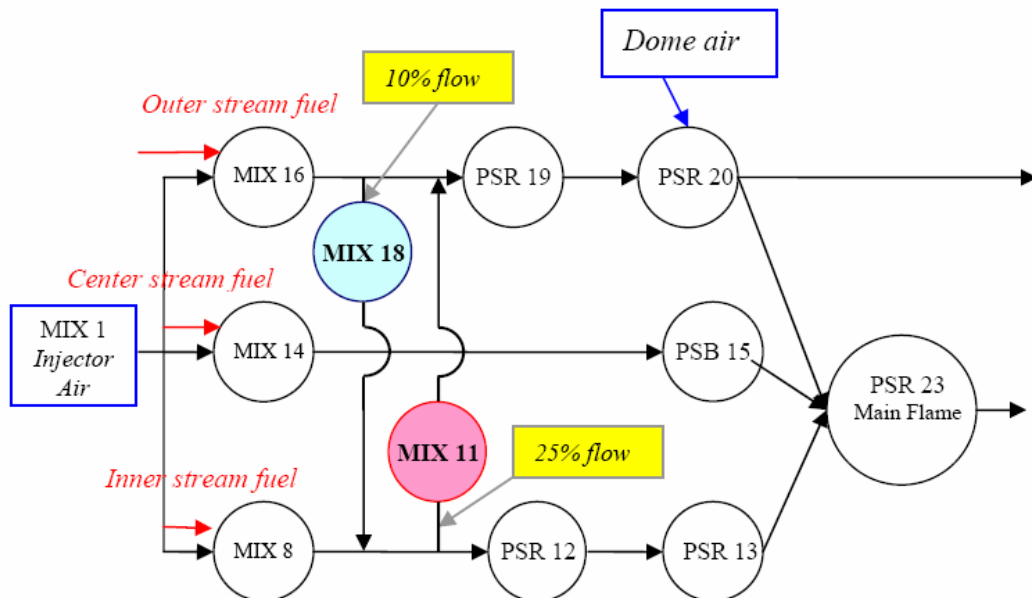 Dome air
10% flow
Outer stream fuel
MIX 16
PSR 19
PSR 20
MIX 18
Center stream fuel
MIX 1
Injector
Air
MIX 14
PSB 15
PSR 23
Main Flame
MIX 11
25% flow
Inner stream fuel
MIX 8
PSR 12
PSR 13